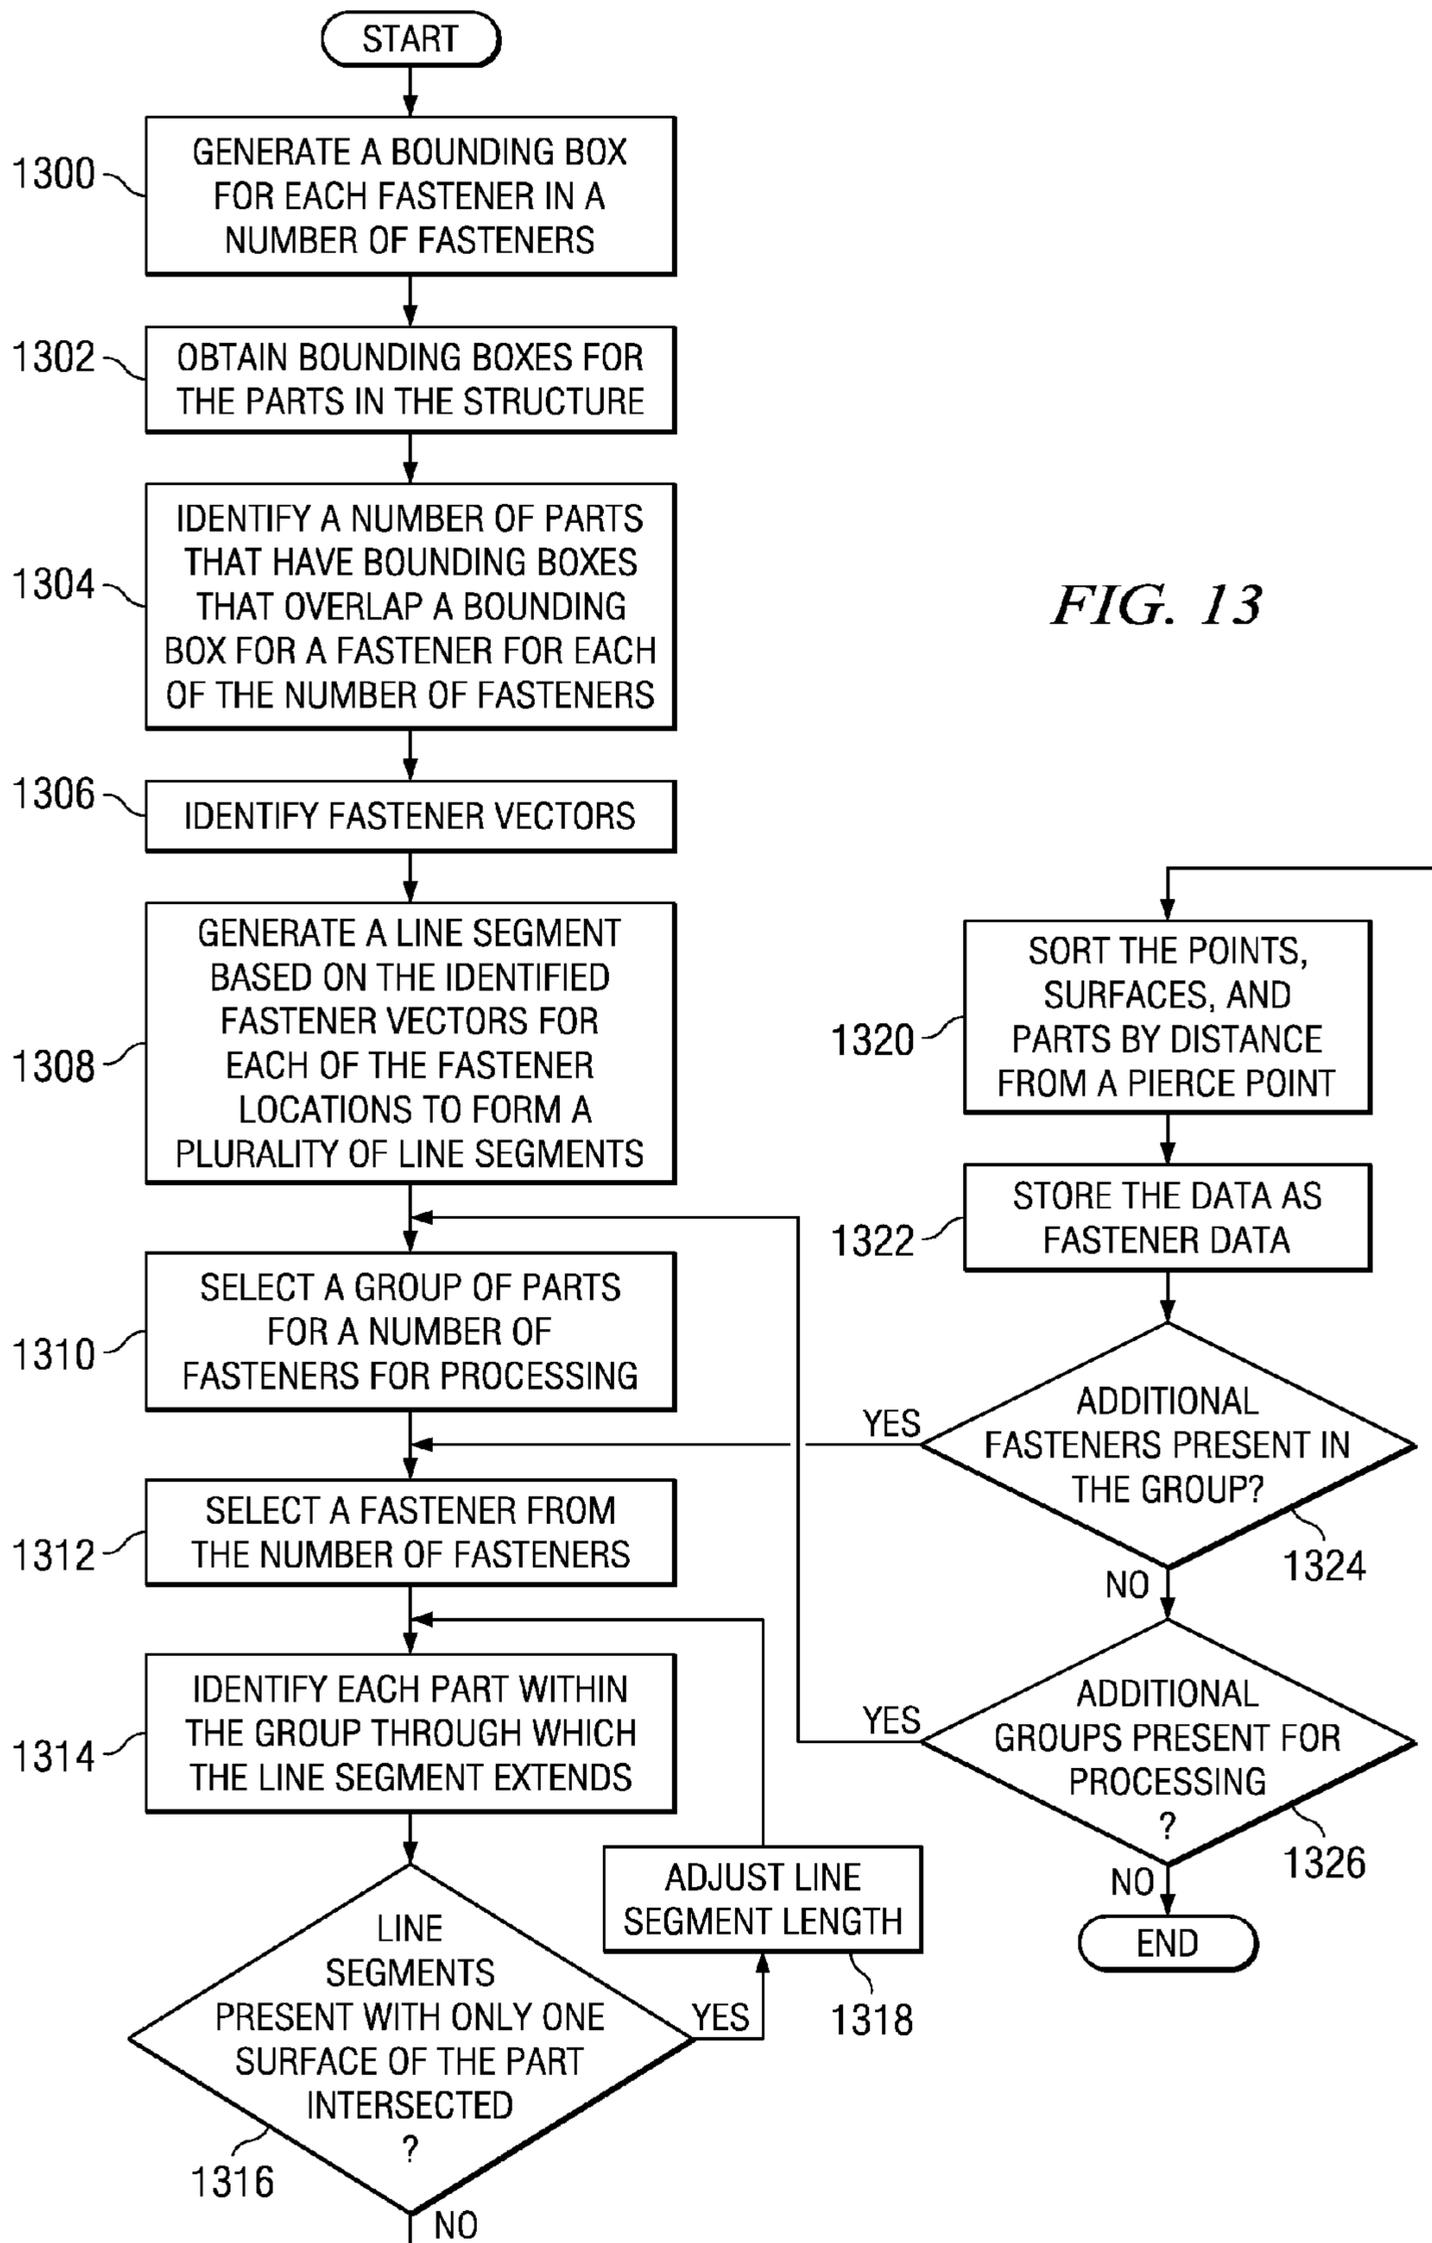 START
1300
GENERATE A BOUNDING BOX
FOR EACH FASTENER IN A
NUMBER OF FASTENERS
1302
OBTAIN BOUNDING BOXES FOR
THE PARTS IN THE STRUCTURE
1304
IDENTIFY A NUMBER OF PARTS
THAT HAVE BOUNDING BOXES
THAT OVERLAP A BOUNDING
BOX FOR A FASTENER FOR EACH
OF THE NUMBER OF FASTENERS
FIG. 13
1306
IDENTIFY FASTENER VECTORS
1308
GENERATE A LINE SEGMENT
BASED ON THE IDENTIFIED
FASTENER VECTORS FOR
EACH OF THE FASTENER
LOCATIONS TO FORM A
PLURALITY OF LINE SEGMENTS
1310
SELECT A GROUP OF PARTS
FOR A NUMBER OF
FASTENERS FOR PROCESSING
1312
SELECT A FASTENER FROM
THE NUMBER OF FASTENERS
1314
IDENTIFY EACH PART WITHIN
THE GROUP THROUGH WHICH
THE LINE SEGMENT EXTENDS
LINE
SEGMENTS
PRESENT WITH ONLY ONE
SURFACE OF THE PART
INTERSECTED
?
1316
YES
NO
ADJUST LINE
SEGMENT LENGTH
1318
1320
SORT THE POINTS,
SURFACES, AND
PARTS BY DISTANCE
FROM A PIERCE POINT
1322
STORE THE DATA AS
FASTENER DATA
YES
ADDITIONAL
FASTENERS PRESENT IN
THE GROUP?
1324
NO
YES
ADDITIONAL
GROUPS PRESENT FOR
PROCESSING
?
1326
NO
END